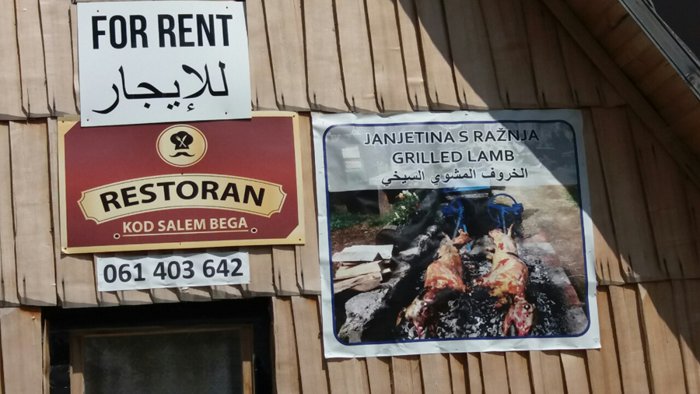 FOR RENT
للإيجار
RESTORAN
KOD SALEM BEGA
061 403 642
JANJETINA S RAŽNJA
GRILLED LAMB
الخروف المشوي السيخي